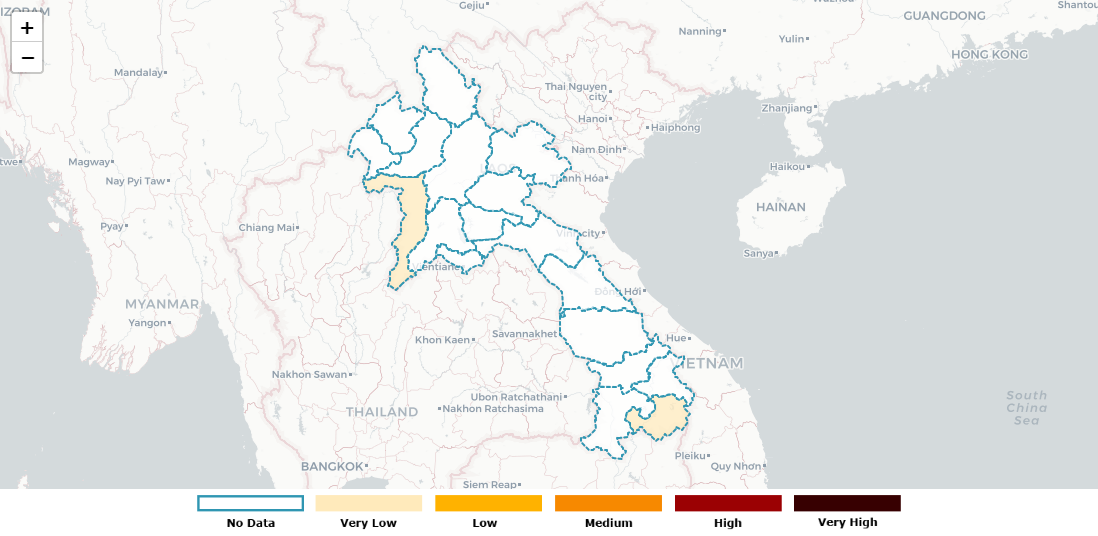 IZORAM
Gejiu
GUANGDONG
Shantou
+
−
Nanning
Yulin
HONG KONG
Mandalay
Thai Nguyen
city
Zhanjiang
Hanoi
Haiphong
Nam Định
Magway
Haikou
Nay Pyi Taw
Thanh Hóa
HAINAN
Pyay
Chiang Mai
Vinh city
Sanya
Vientiane
Đồng Hới
MYANMAR
Yangon
Savannakhet
Khon Kaen
Hue
VIETNAM
Nakhon Sawan
Ubon Ratchathani
THAILAND
Nakhon Ratchasima
South
China
Sea
BANGKOK
Pleiku
Quy Nhơn
Siem Reap
No Data
Very Low
Low
Medium
High
Very High